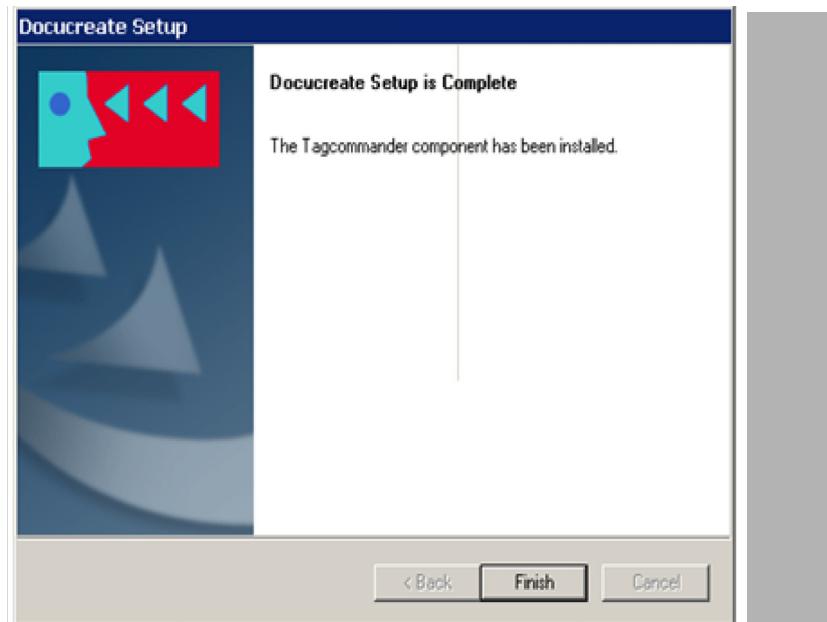 Docucreate Setup
Docucreate Setup is Complete
The Tagcommander component has been installed.
< Back
Finish
Cancel